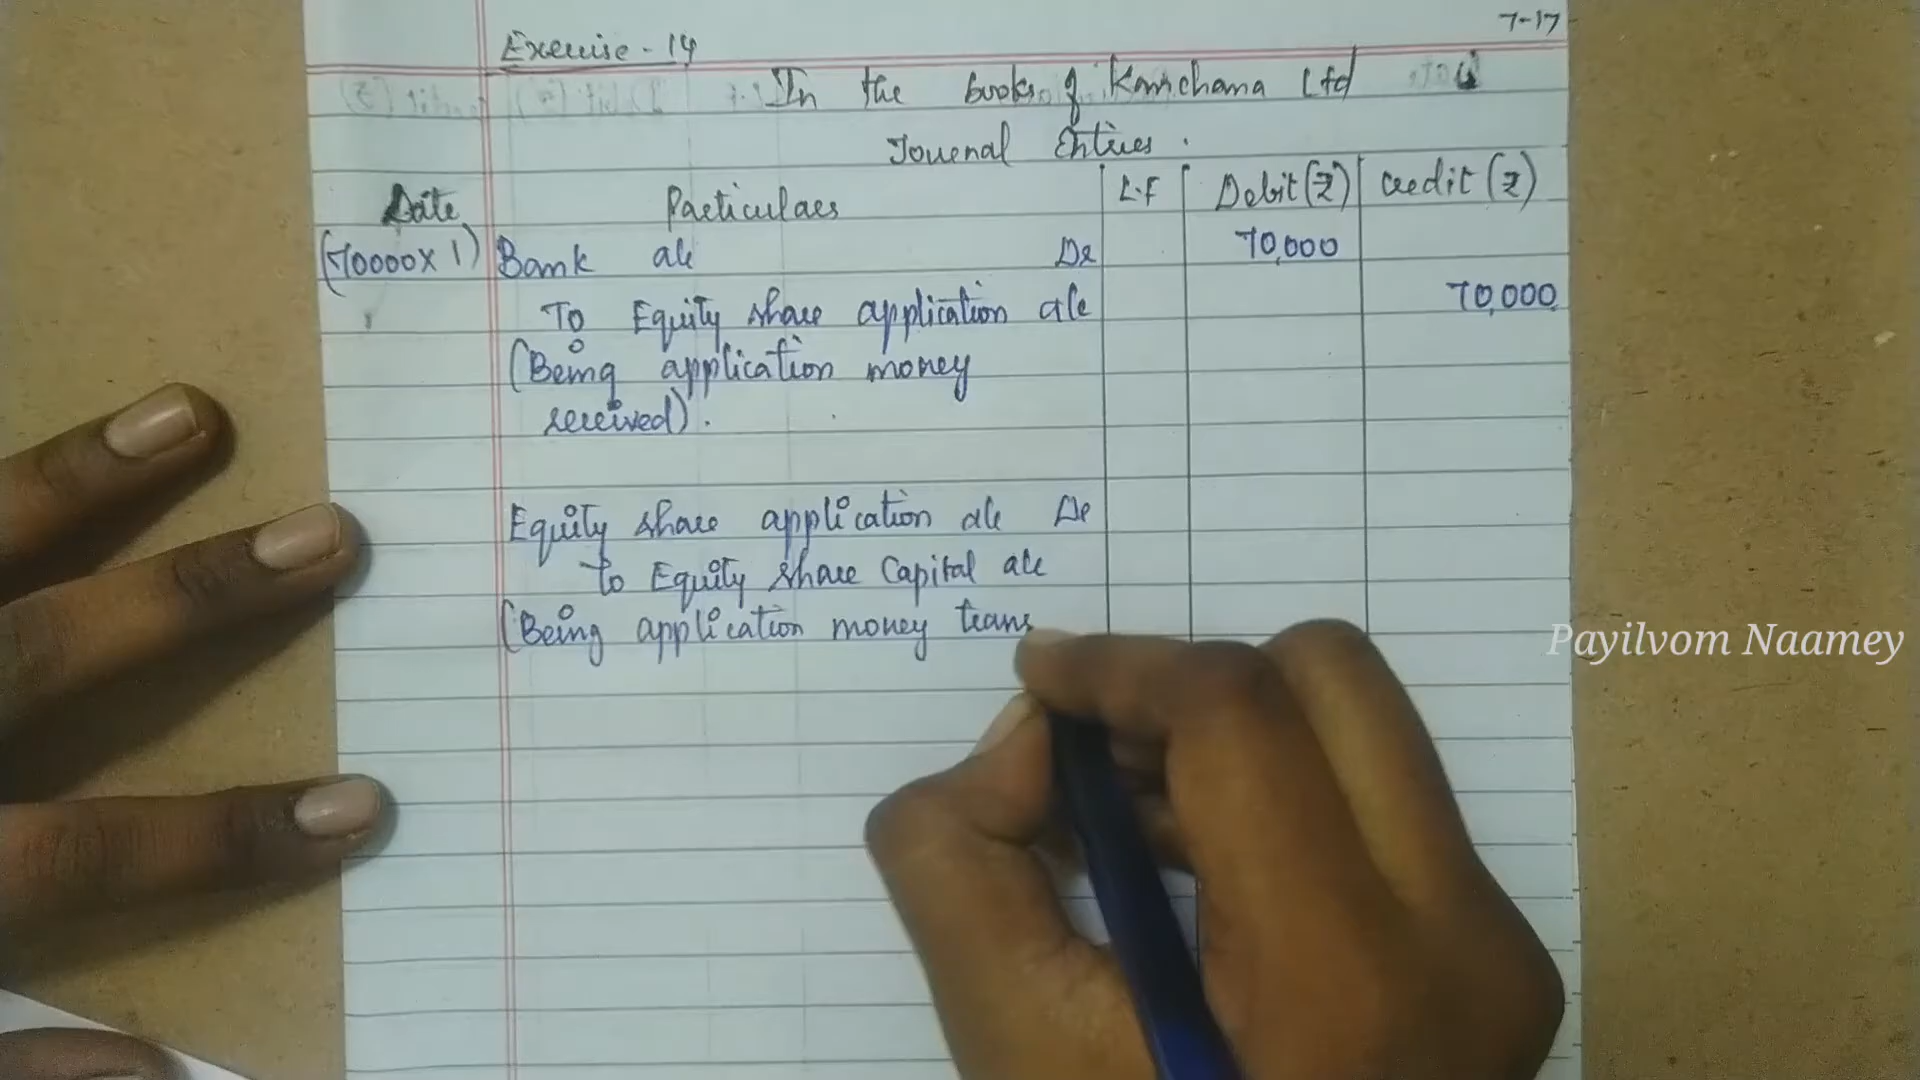 7-17
Exercise - 14
In the books of Kanchana Ltd
Journal Entries .
Date Particulars L.F Debit (₹) credit (₹)
(70000x 1) Bank a/c Dr 70,000
To Equity share application a/c 70,000
(Being application money
received).
Equity share application a/c Dr
to Equity share Capital a/c
(Being application money trans
Payilvom Naamey